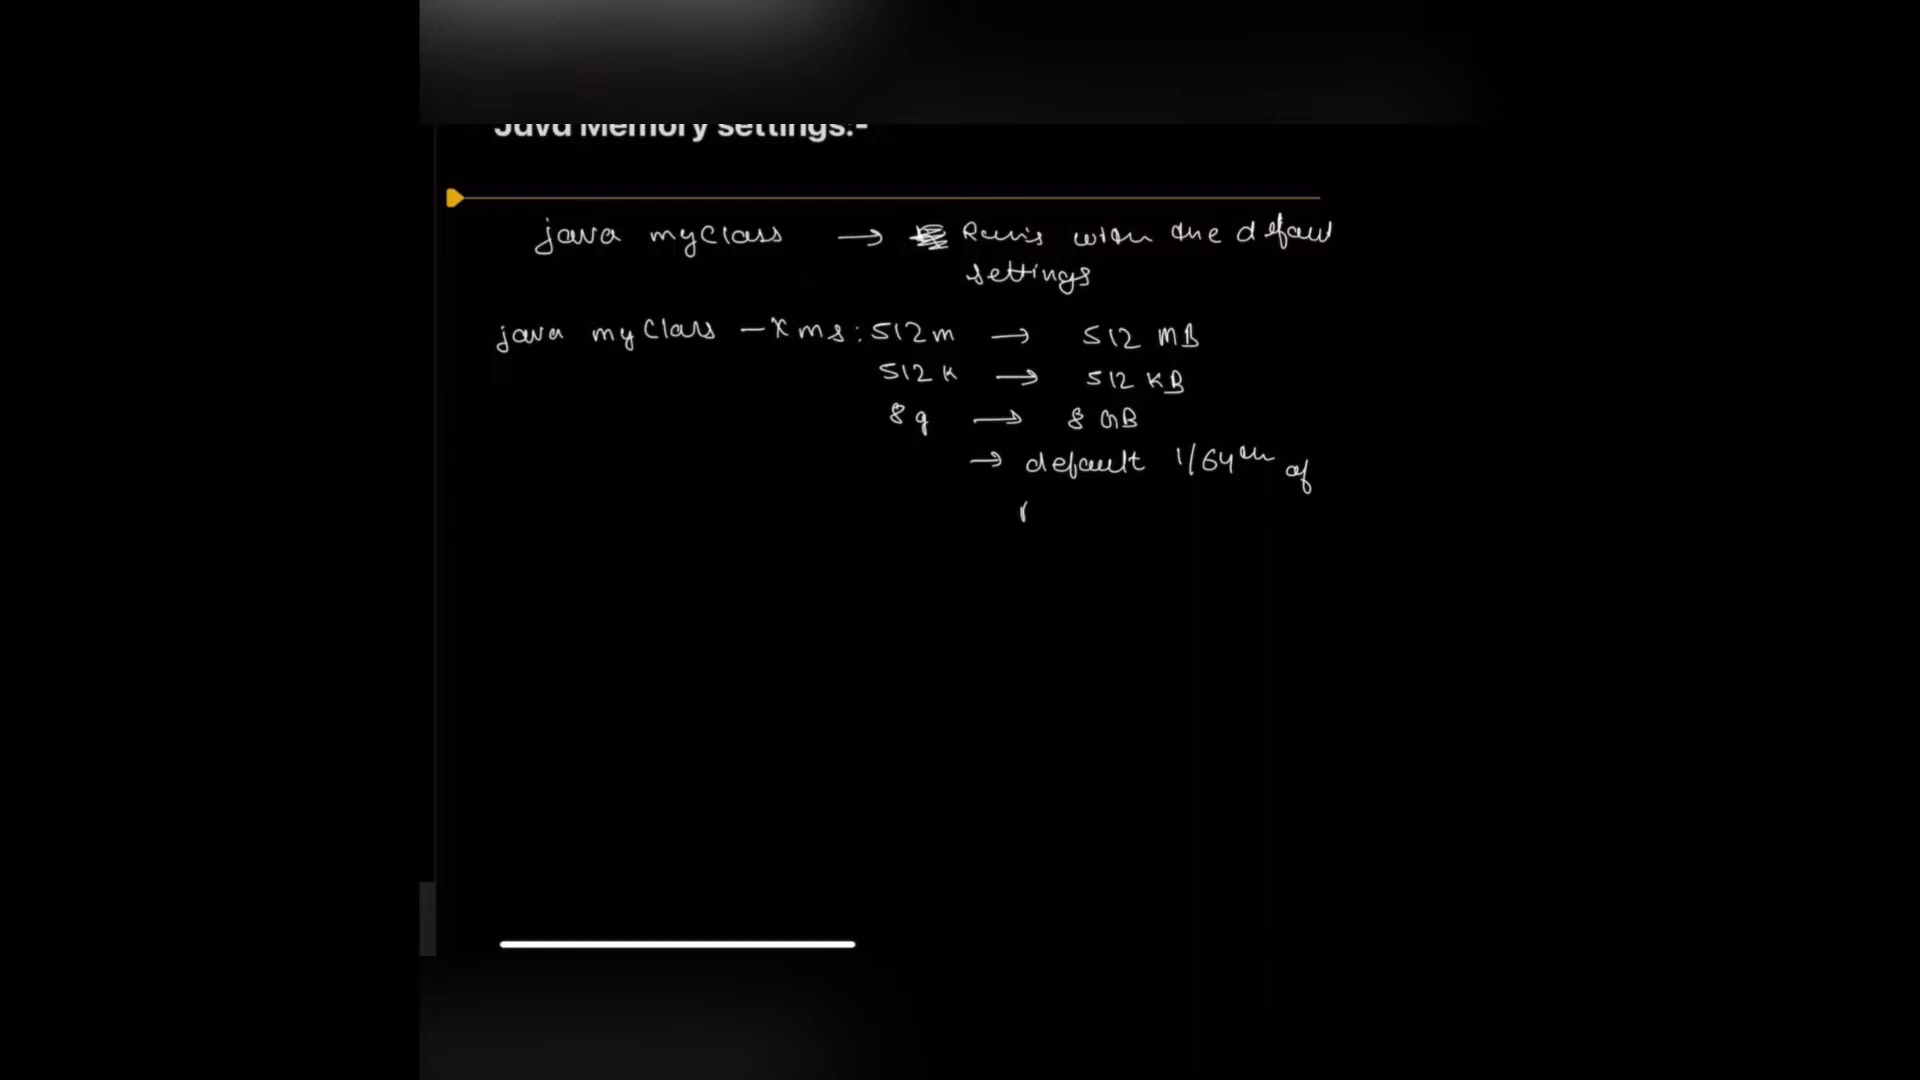 Java Memory settings:-
java myClass → Runs with the defaul
settings
java myClass -Xms:512m → 512 MB
512k → 512 KB
8g → 8 GB
→ default 1/64th of